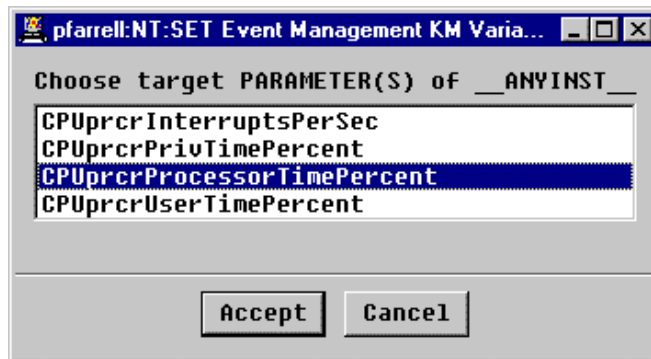 pfarrell:NT:SET Event Management KM Varia...
Choose target PARAMETER(S) of __ANYINST__
CPUprcrInterruptsPerSec
CPUprcrPrivTimePercent
CPUprcrProcessorTimePercent
CPUprcrUserTimePercent
Accept Cancel